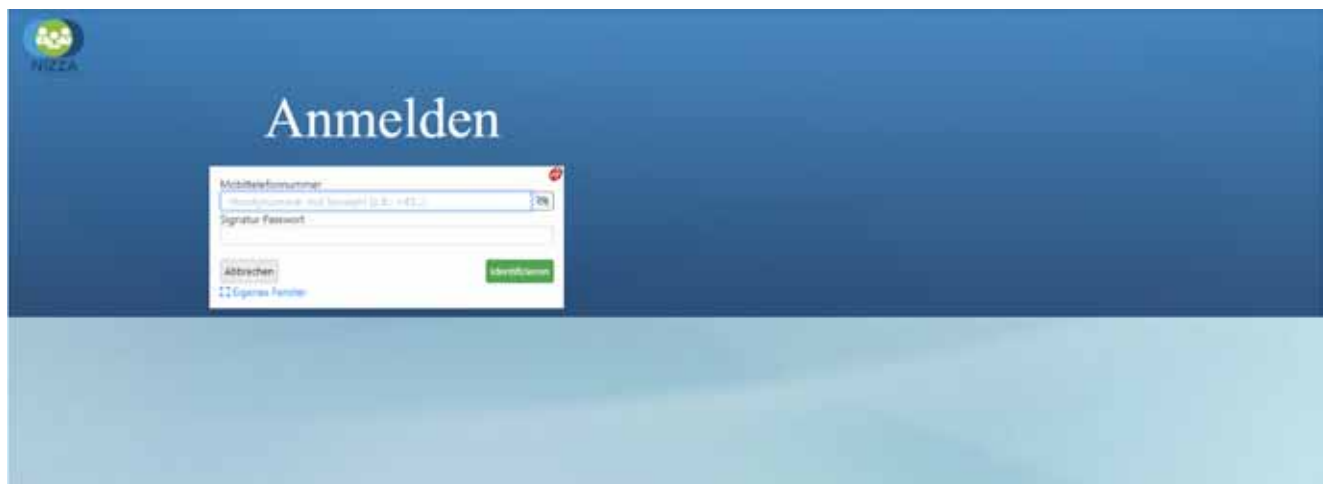 NIZZA
Anmelden
Mobiltelefonnummer
Signatur Passwort
Abbrechen
Identifizieren
Eigenes Fenster